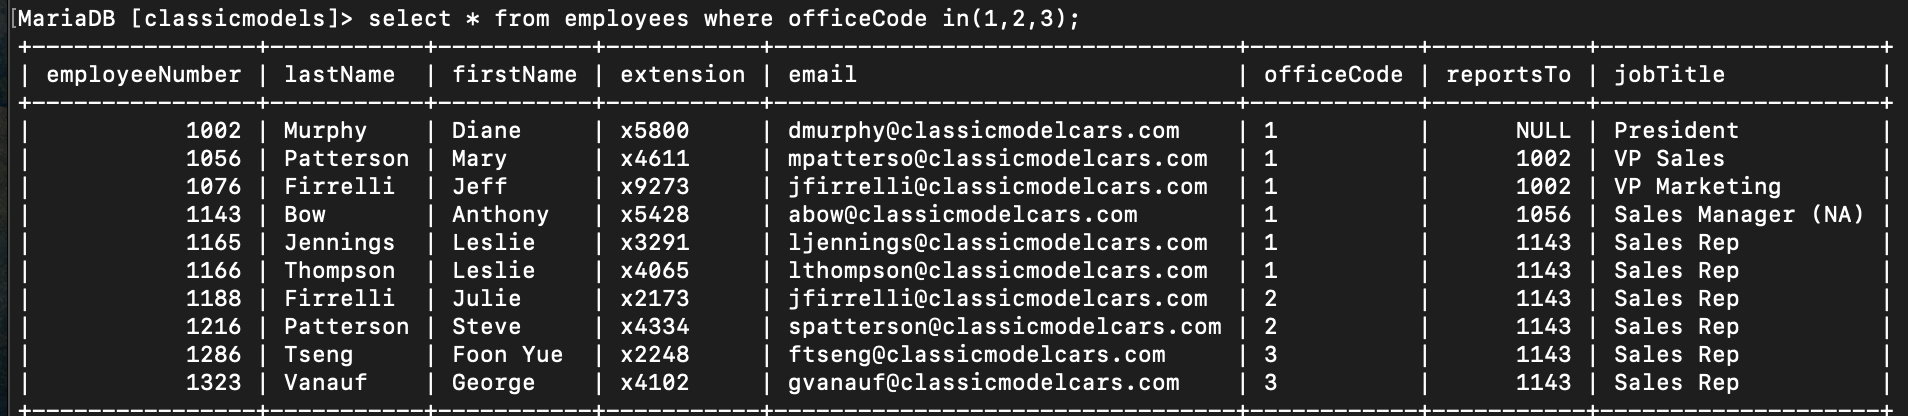 MariaDB [classicmodels]> select * from employees where officeCode in(1,2,3);
+----------------+-----------+-----------+-----------+---------------------------------+------------+-----------+--------------------+
| employeeNumber | lastName  | firstName | extension | email                           | officeCode | reportsTo | jobTitle           |
+----------------+-----------+-----------+-----------+---------------------------------+------------+-----------+--------------------+
|           1002 | Murphy    | Diane     | x5800     | dmurphy@classicmodelcars.com    | 1          |      NULL | President          |
|           1056 | Patterson | Mary      | x4611     | mpatterso@classicmodelcars.com  | 1          |      1002 | VP Sales           |
|           1076 | Firrelli  | Jeff      | x9273     | jfirrelli@classicmodelcars.com  | 1          |      1002 | VP Marketing       |
|           1143 | Bow       | Anthony   | x5428     | abow@classicmodelcars.com       | 1          |      1056 | Sales Manager (NA) |
|           1165 | Jennings  | Leslie    | x3291     | ljennings@classicmodelcars.com  | 1          |      1143 | Sales Rep          |
|           1166 | Thompson  | Leslie    | x4065     | lthompson@classicmodelcars.com  | 1          |      1143 | Sales Rep          |
|           1188 | Firrelli  | Julie     | x2173     | jfirrelli@classicmodelcars.com  | 2          |      1143 | Sales Rep          |
|           1216 | Patterson | Steve     | x4334     | spatterson@classicmodelcars.com | 2          |      1143 | Sales Rep          |
|           1286 | Tseng     | Foon Yue  | x2248     | ftseng@classicmodelcars.com     | 3          |      1143 | Sales Rep          |
|           1323 | Vanauf    | George    | x4102     | gvanauf@classicmodelcars.com    | 3          |      1143 | Sales Rep          |
+----------------+-----------+-----------+-----------+---------------------------------+------------+-----------+--------------------+